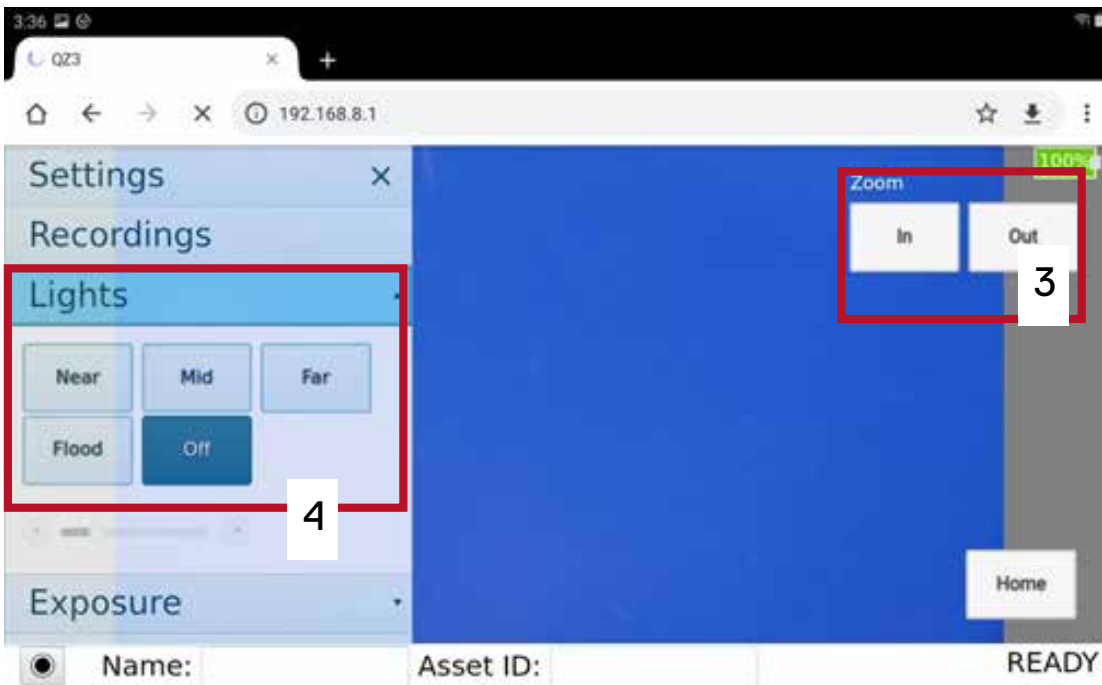 3:36
QZ3
192.168.8.1
100%
Settings
Zoom
Recordings
In
Out
3
Lights
Near
Mid
Far
Flood
Off
4
Home
Exposure
Name:
Asset ID:
READY